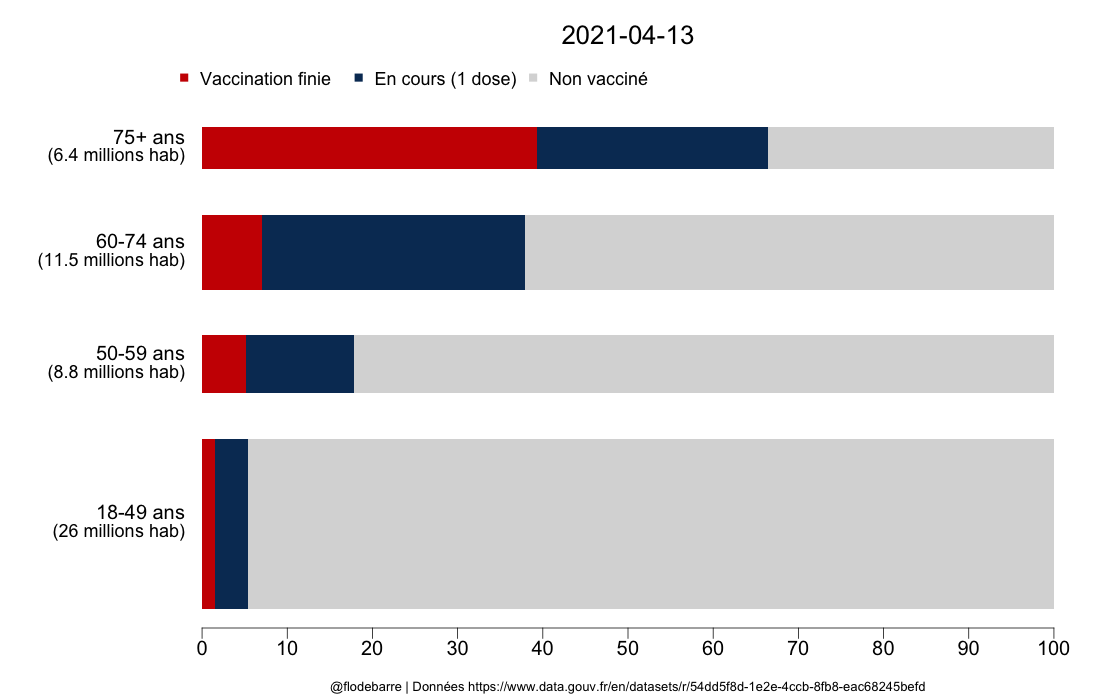 2021-04-13
Vaccination finie En cours (1 dose) Non vacciné
75+ ans
(6.4 millions hab)
60-74 ans
(11.5 millions hab)
50-59 ans
(8.8 millions hab)
18-49 ans
(26 millions hab)
0 10 20 30 40 50 60 70 80 90 100
@flodebarre | Données https://www.data.gouv.fr/en/datasets/r/54dd5f8d-1e2e-4ccb-8fb8-eac68245befd